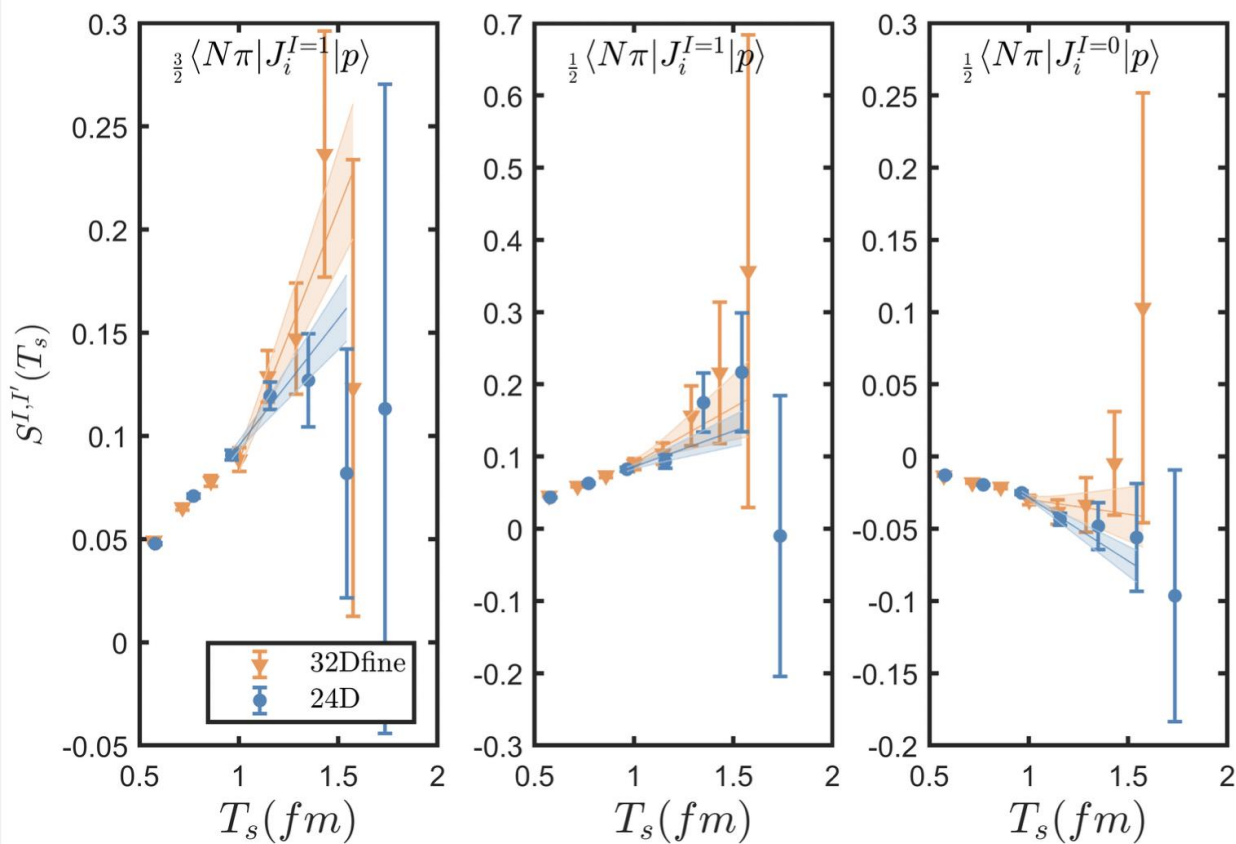 S^{I,I'}(T_s)
_{\frac{3}{2}}⟨Nπ|J_i^{I=1}|p⟩
0.3
0.25
0.2
0.15
0.1
0.05
0
-0.05
32Dfine
24D
0.5 1 1.5 2
T_s(fm)
_{\frac{1}{2}}⟨Nπ|J_i^{I=1}|p⟩
0.7
0.6
0.5
0.4
0.3
0.2
0.1
0
-0.1
-0.2
-0.3
0.5 1 1.5 2
T_s(fm)
_{\frac{1}{2}}⟨Nπ|J_i^{I=0}|p⟩
0.3
0.25
0.2
0.15
0.1
0.05
0
-0.05
-0.1
-0.15
-0.2
0.5 1 1.5 2
T_s(fm)